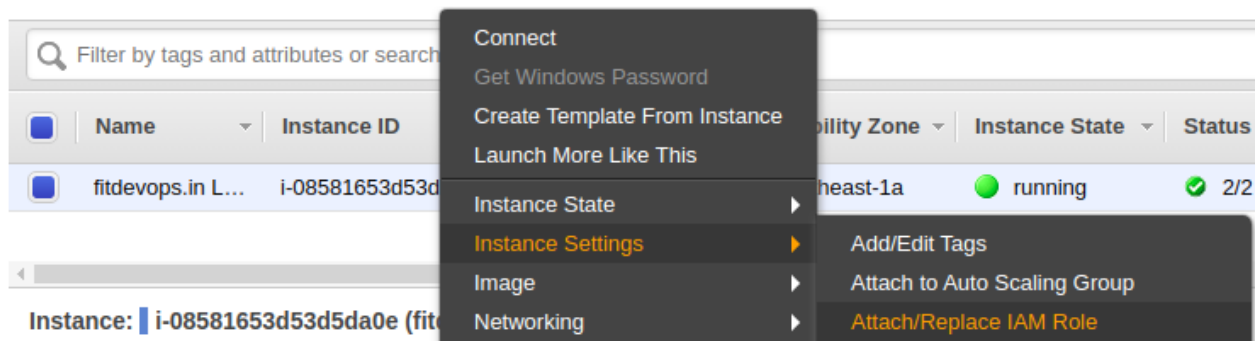 Connect
Filter by tags and attributes or search
Get Windows Password
Create Template From Instance
Name Instance ID
bility Zone Instance State Status
Launch More Like This
fitdevops.in L... i-08581653d53d
heast-1a running 2/2
Instance State
Instance Settings
Add/Edit Tags
Image
Attach to Auto Scaling Group
Instance: i-08581653d53d5da0e (fit
Networking
Attach/Replace IAM Role